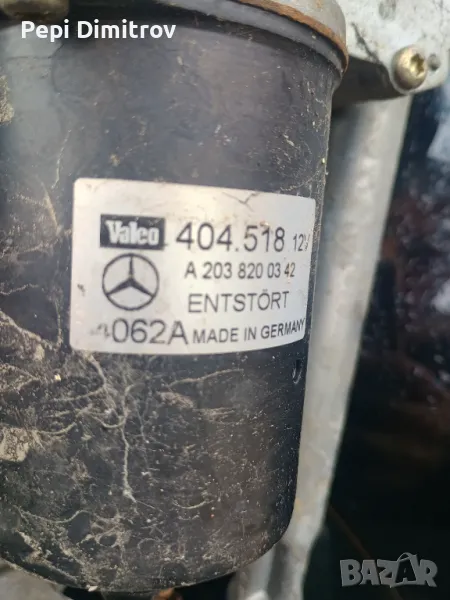 Pepi Dimitrov
Valeo 404.518 12V
A 203 820 03 42
ENTSTÖRT
062A MADE IN GERMANY
BAZAR